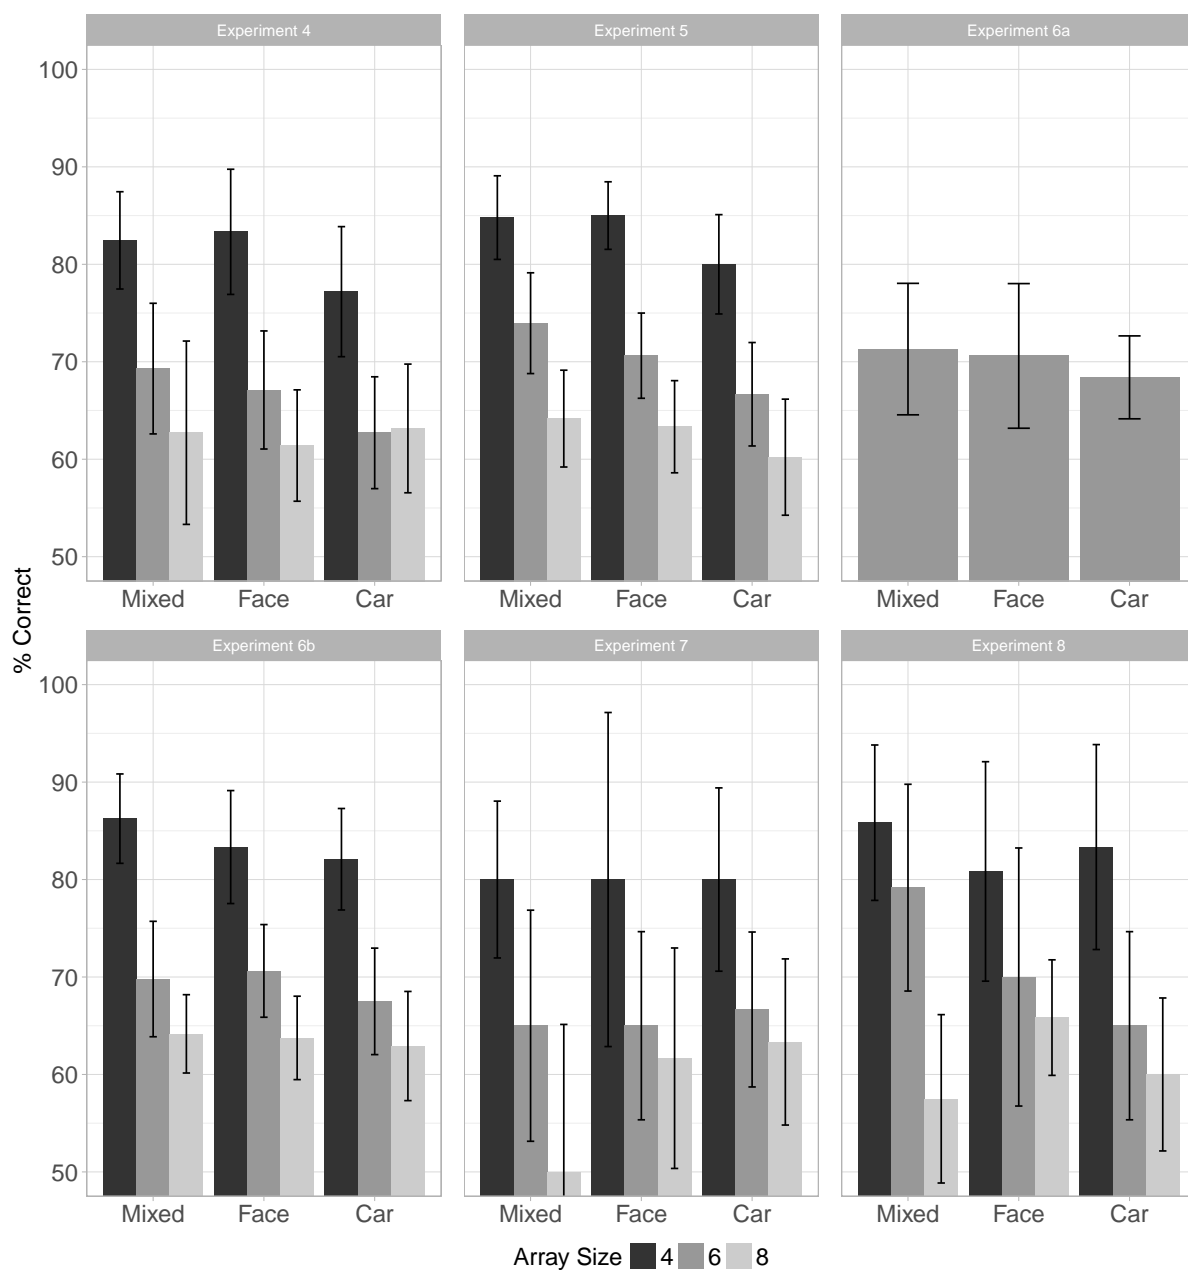 Experiment 4 Experiment 5 Experiment 6a
100
90
80
70
60
50
Mixed Face Car Mixed Face Car Mixed Face Car
% Correct
Experiment 6b Experiment 7 Experiment 8
100
90
80
70
60
50
Mixed Face Car Mixed Face Car Mixed Face Car
Array Size 4 6 8